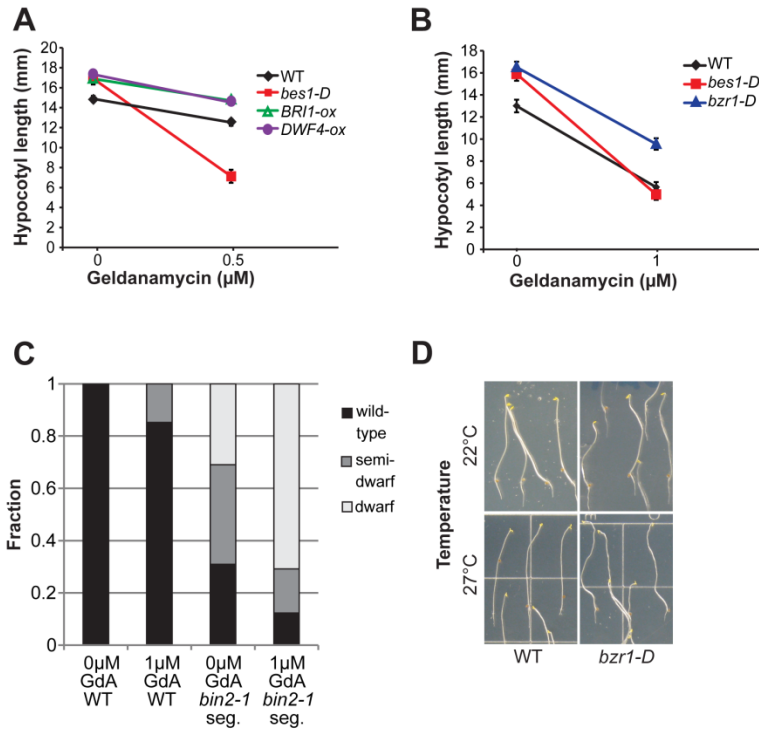 A
Hypocotyl length (mm)
20
18
16
14
12
10
8
6
4
2
0
0
0.5
Geldanamycin (µM)
WT
bes1-D
BRI1-ox
DWF4-ox
B
Hypocotyl length (mm)
18
16
14
12
10
8
6
4
2
0
0
1
Geldanamycin (µM)
WT
bes1-D
bzr1-D
C
Fraction
1
0.8
0.6
0.4
0.2
0
0µM
GdA
WT
1µM
GdA
WT
0µM
GdA
bin2-1
seg.
1µM
GdA
bin2-1
seg.
wild-
type
semi-
dwarf
dwarf
D
Temperature
22°C
27°C
WT
bzr1-D